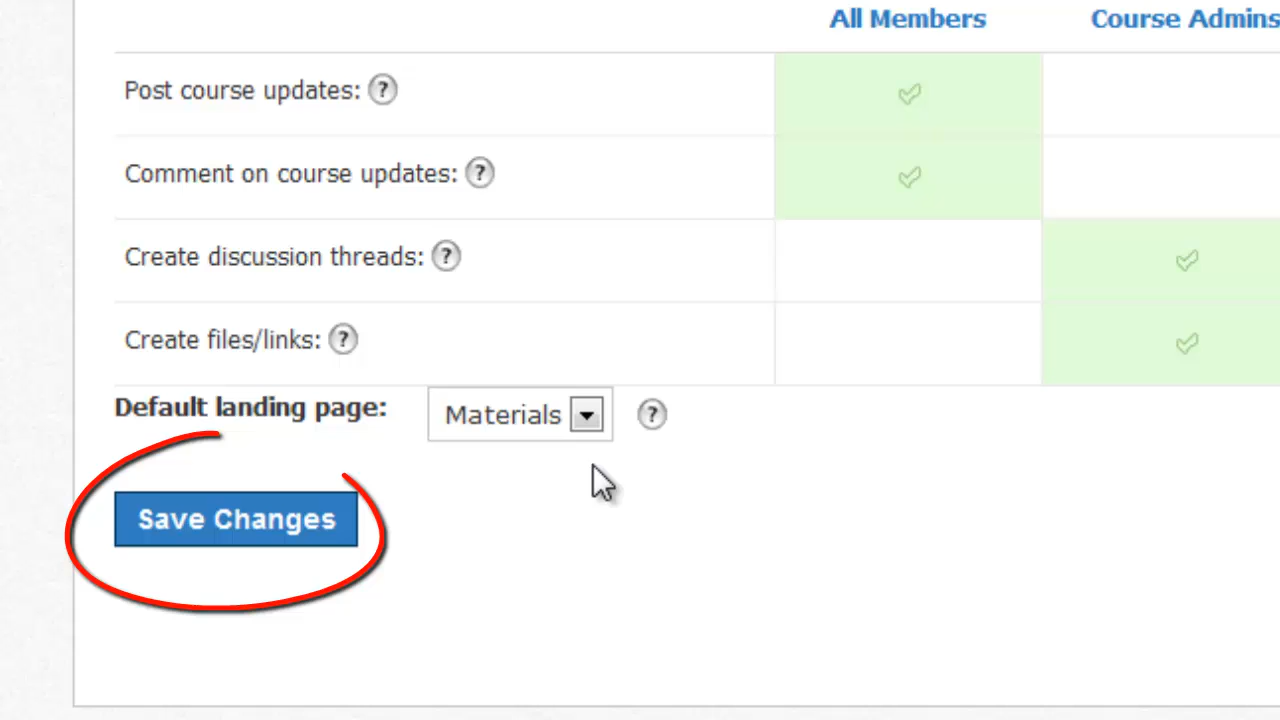 All Members Course Admins
Post course updates: ?
Comment on course updates: ?
Create discussion threads: ?
Create files/links: ?
Default landing page: Materials ?
Save Changes